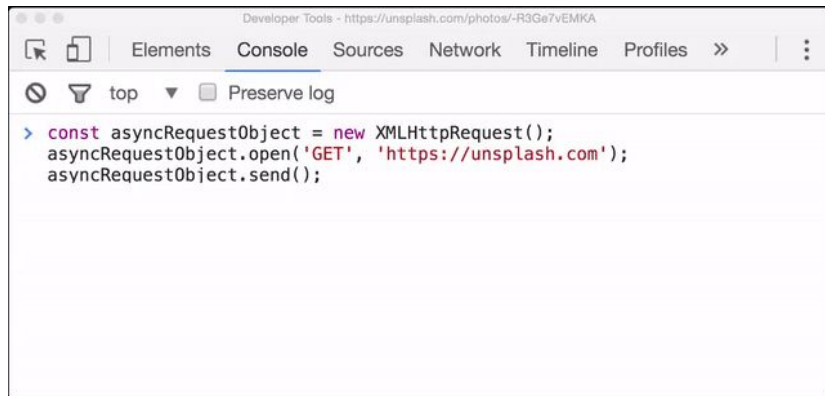 Developer Tools - https://unsplash.com/photos/-R3Ge7vEMKA
Elements Console Sources Network Timeline Profiles »
top ▼ Preserve log
> const asyncRequestObject = new XMLHttpRequest();
asyncRequestObject.open('GET', 'https://unsplash.com');
asyncRequestObject.send();